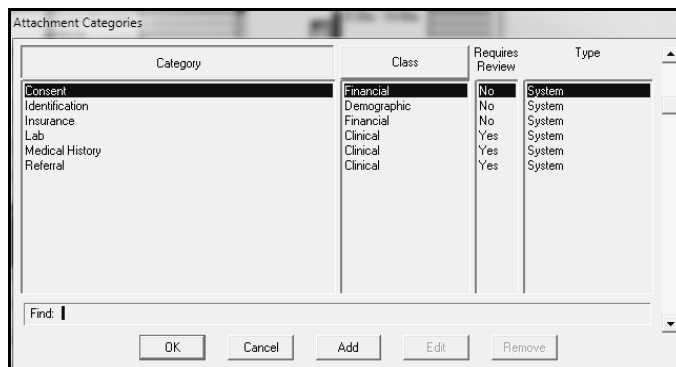 Attachment Categories
Category Class Requires Review Type
Consent Financial No System
Identification Demographic No System
Insurance Financial No System
Lab Clinical Yes System
Medical History Clinical Yes System
Referral Clinical Yes System
Find:
OK Cancel Add Edit Remove